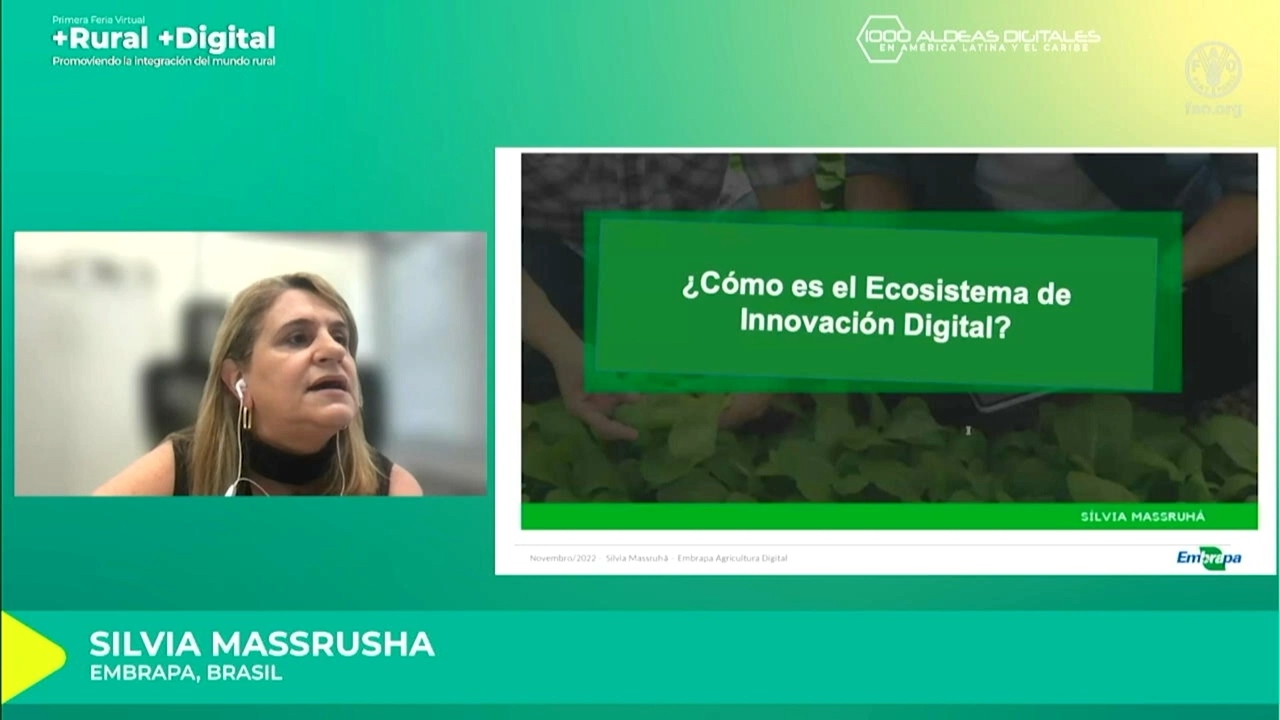 Primera Feria Virtual
+Rural +Digital
Promoviendo la integración del mundo rural
1000 ALDEAS DIGITALES
EN AMÉRICA LATINA Y EL CARIBE
fao.org
¿Cómo es el Ecosistema de
Innovación Digital?
SÍLVIA MASSRUHÁ
Novembro/2022 - Silvia Massruhá - Embrapa Agricultura Digital
Embrapa
SILVIA MASSRUSHA
EMBRAPA, BRASIL